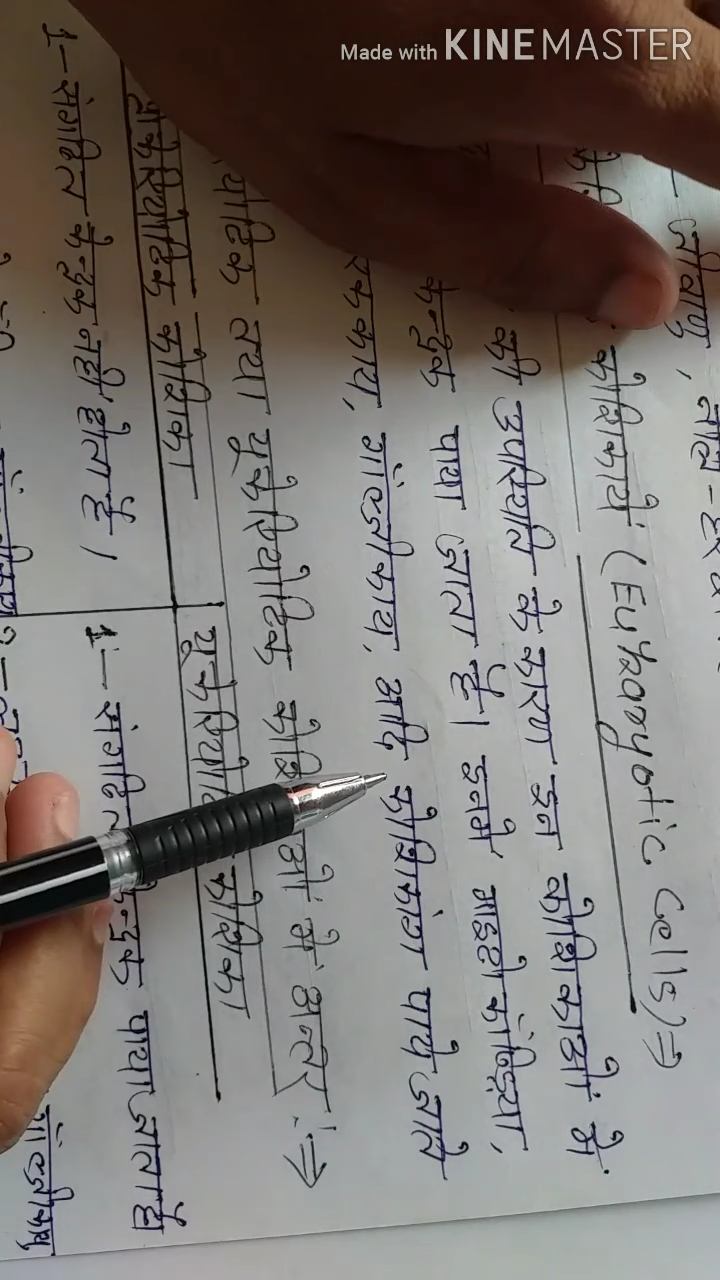 Made with KINEMASTER
जीवाणु, नील-हरे
कोशिकायें (Eukaryotic Cells)⇒
की उपस्थिति के कारण इन कोशिकाओं में
केन्द्रक पाया जाता है। इनमें माइटोकॉण्ड्रिया,
काय, गॉल्जीकाय, आदि कोशिकांग पाये जाते
तथा यूकैरियोटिक में अन्तर :⇒
प्रोकैरियोटिक कोशिका
कोशिका
1- संगठित केन्द्रक नहीं होता है।
1- संगठित केन्द्रक पाया जाता है
गॉल्जीकाय